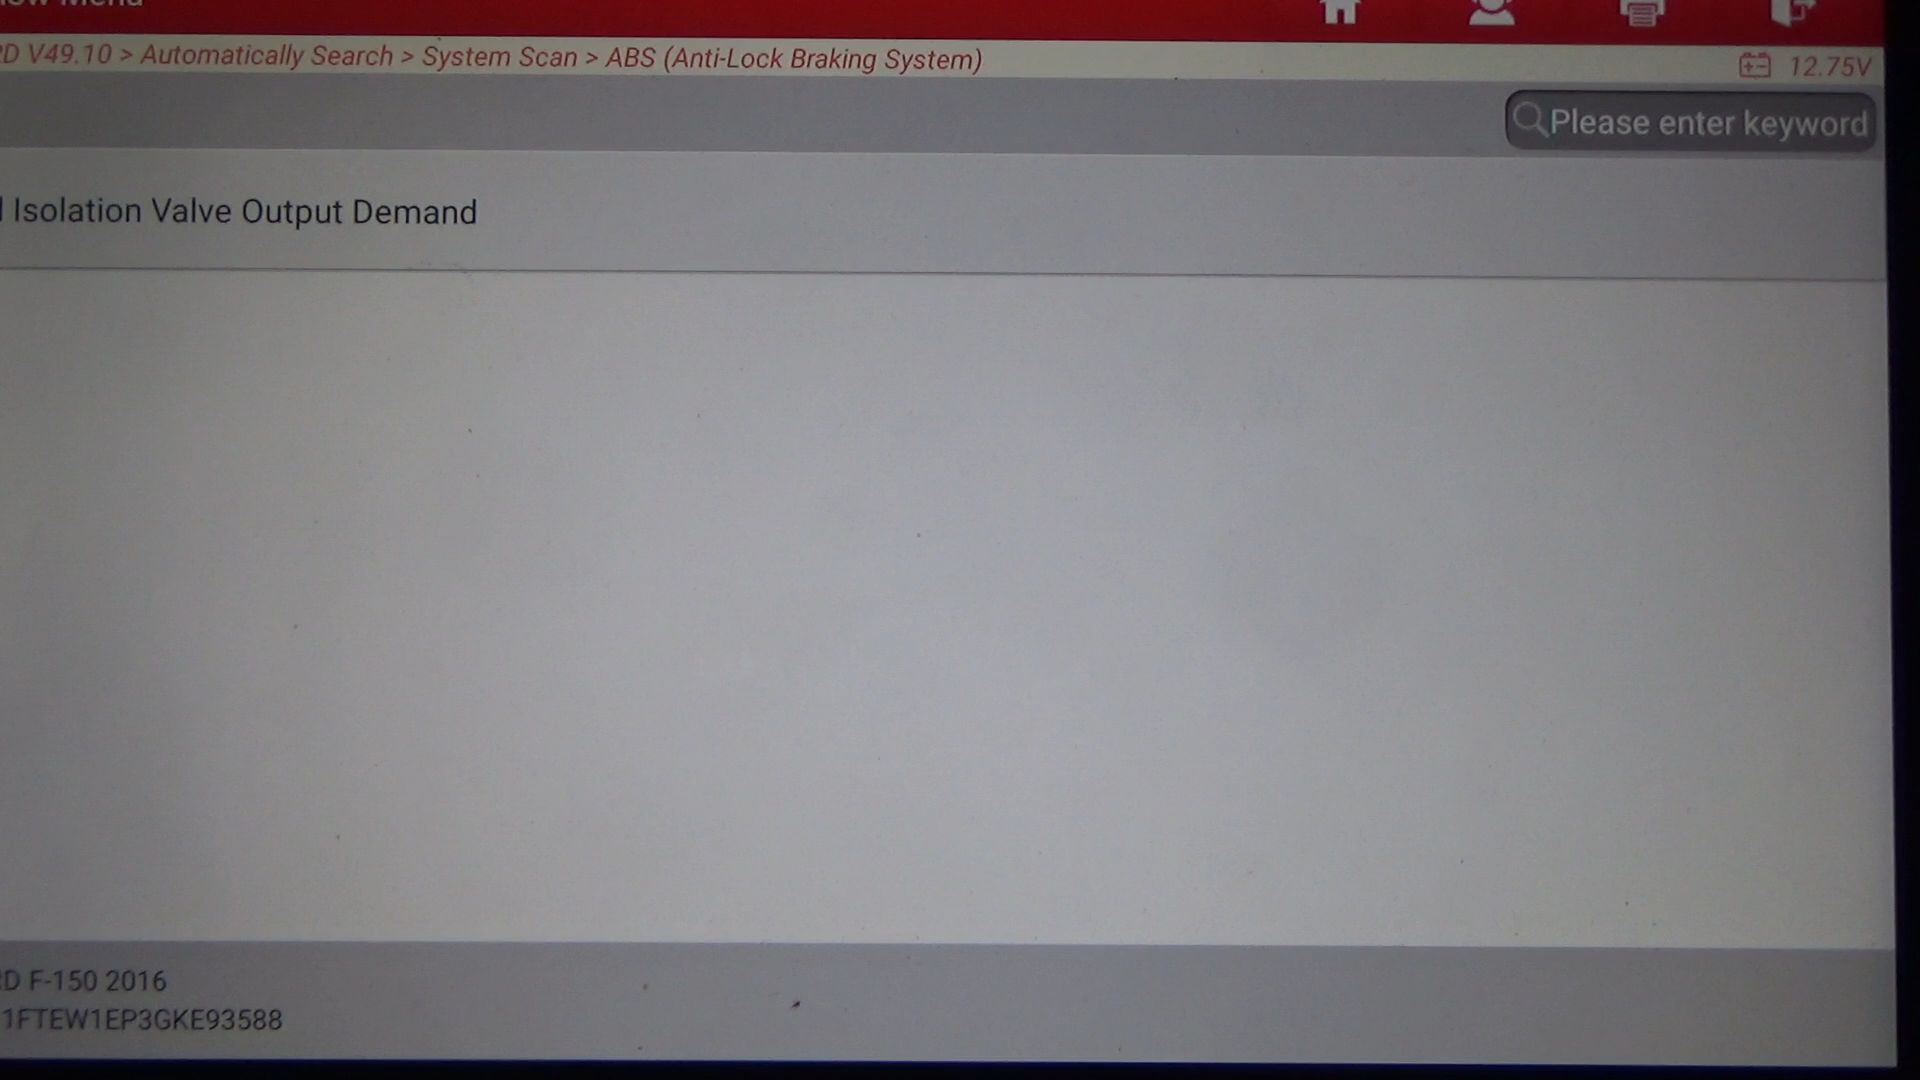 Menu
V49.10 > Automatically Search > System Scan > ABS (Anti-Lock Braking System)
12.75V
Please enter keyword
Isolation Valve Output Demand
F-150 2016
1FTEW1EP3GKE93588